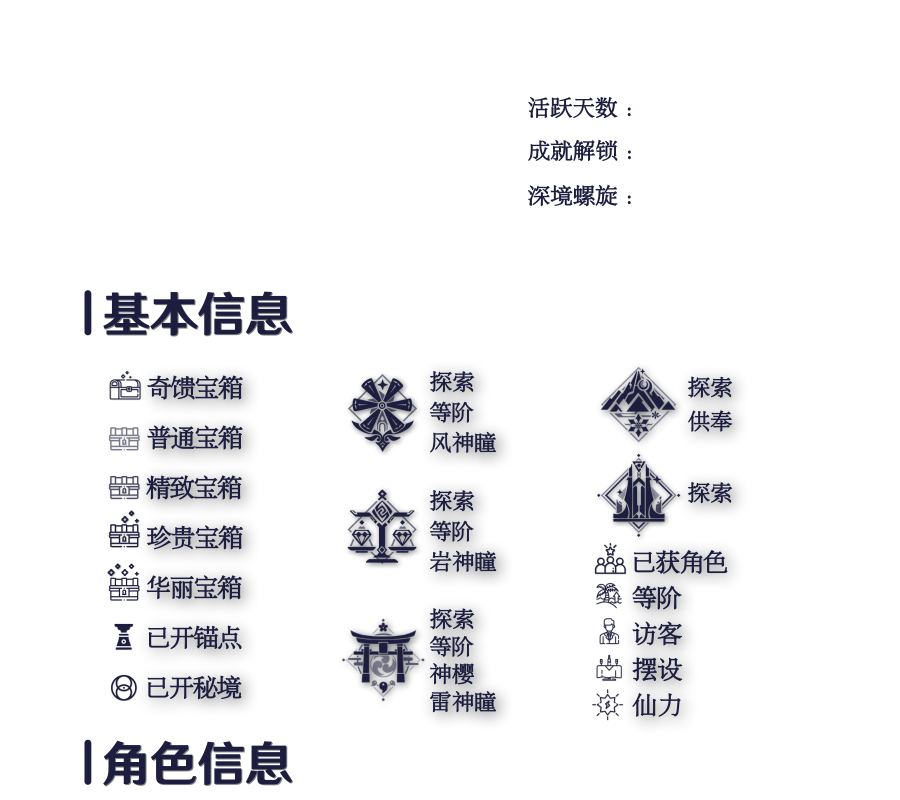 活跃天数：
成就解锁：
深境螺旋：
基本信息
奇馈宝箱
普通宝箱
精致宝箱
珍贵宝箱
华丽宝箱
已开锚点
已开秘境
探索
等阶
风神瞳
探索
等阶
岩神瞳
探索
等阶
神樱
雷神瞳
探索
供奉
探索
已获角色
等阶
访客
摆设
仙力
角色信息